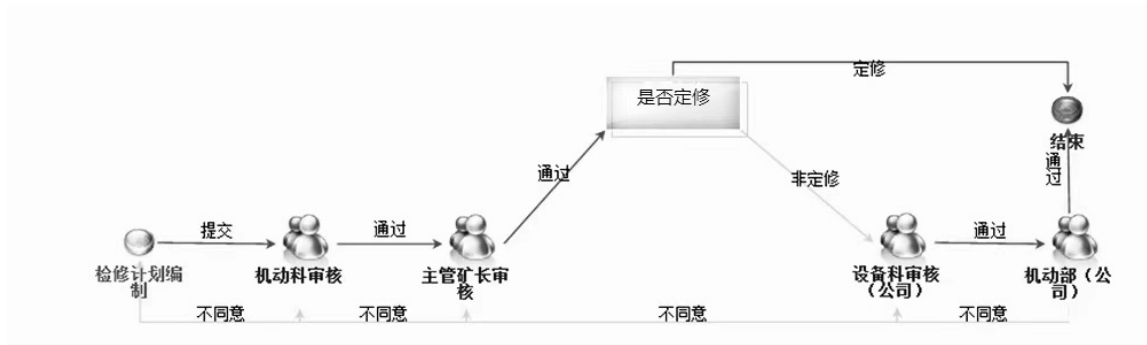 定修
是否定修
结束
通过
通过
非定修
提交
通过
通过
检修计划编
制
机动科审核
主管矿长审
核
设备科审核
（公司）
机动部（公
司）
不同意
不同意
不同意
不同意